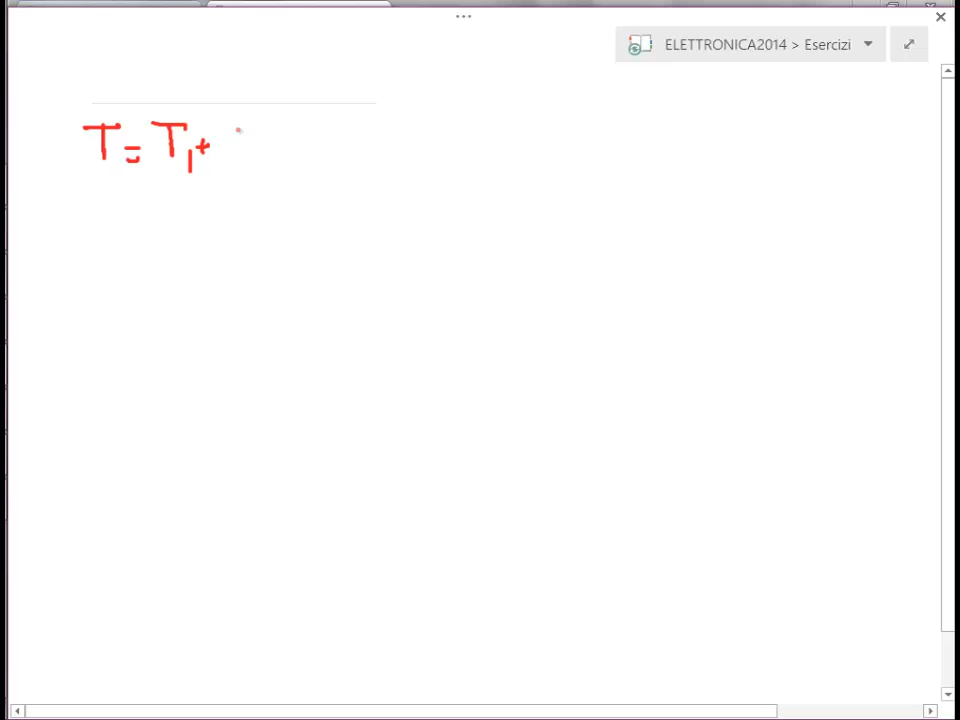 ELETTRONICA2014 > Esercizi
T = T1 +